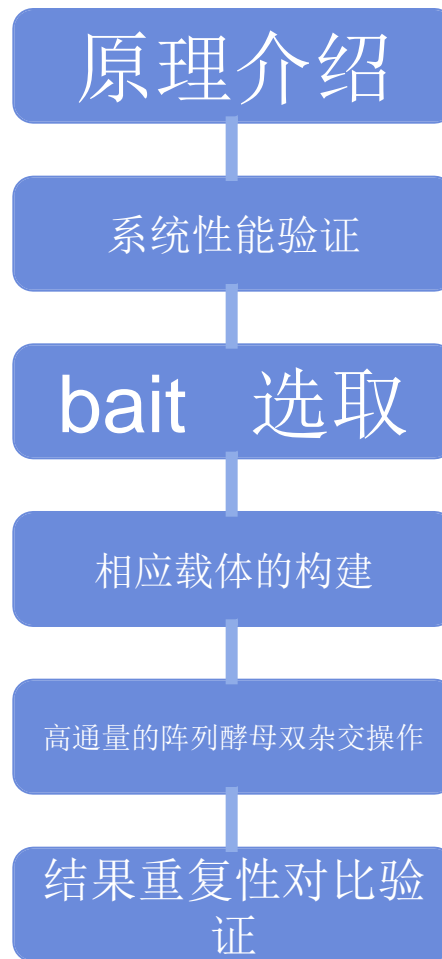 原理介绍
系统性能验证
bait 选取
相应载体的构建
高通量的阵列酵母双杂交操作
结果重复性对比验
证